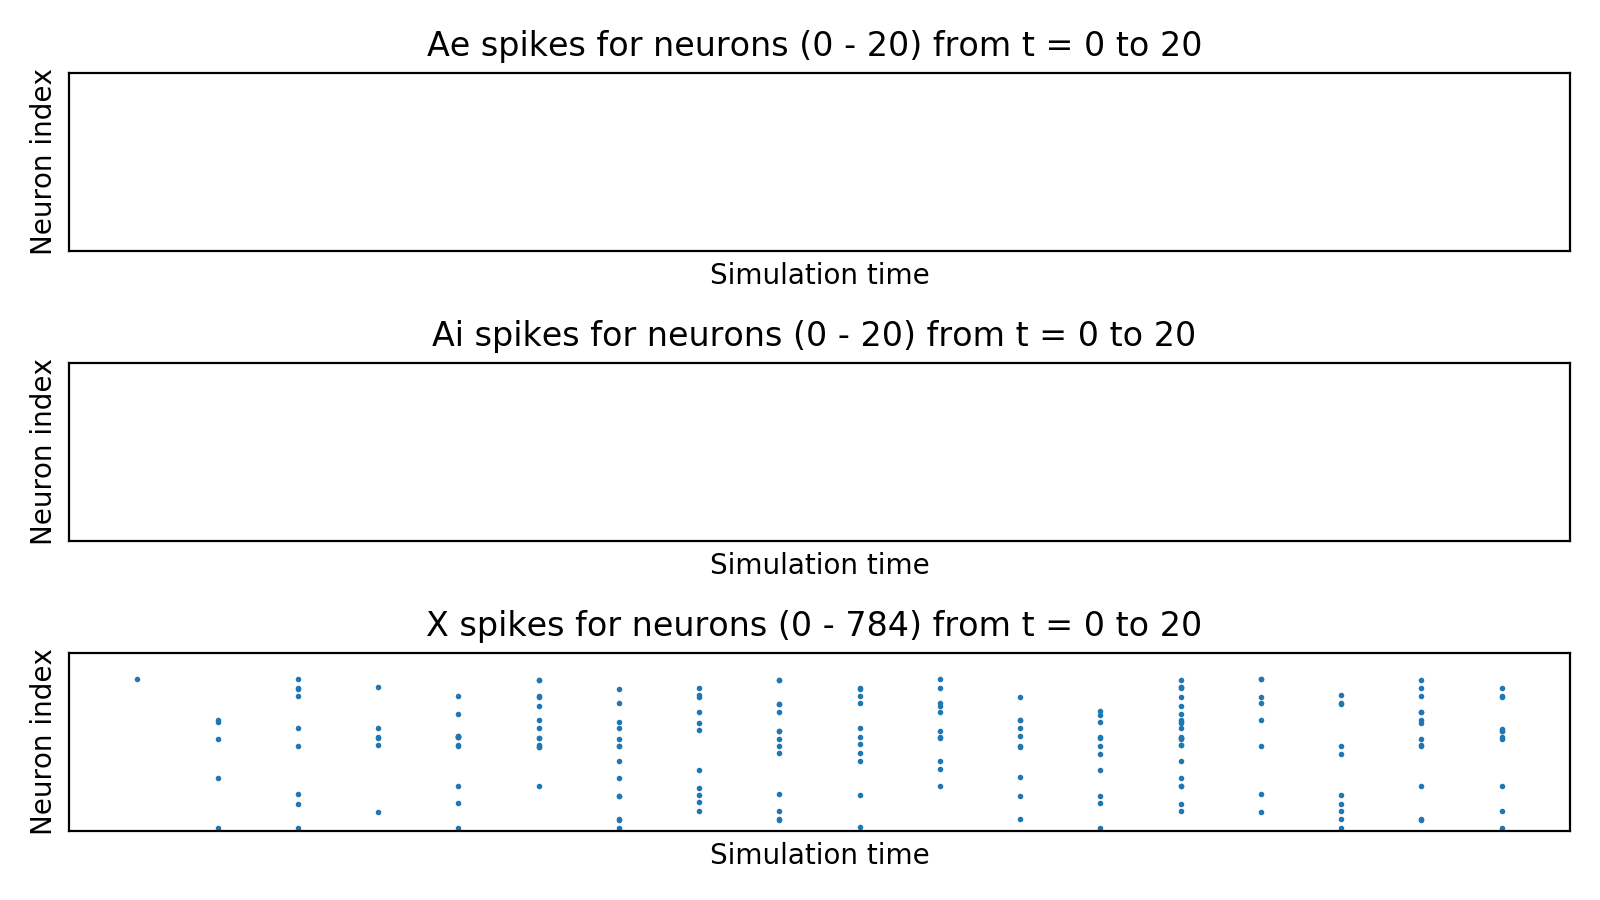 Ae spikes for neurons (0 - 20) from t = 0 to 20
Neuron index
Simulation time
Ai spikes for neurons (0 - 20) from t = 0 to 20
Neuron index
Simulation time
X spikes for neurons (0 - 784) from t = 0 to 20
Neuron index
Simulation time